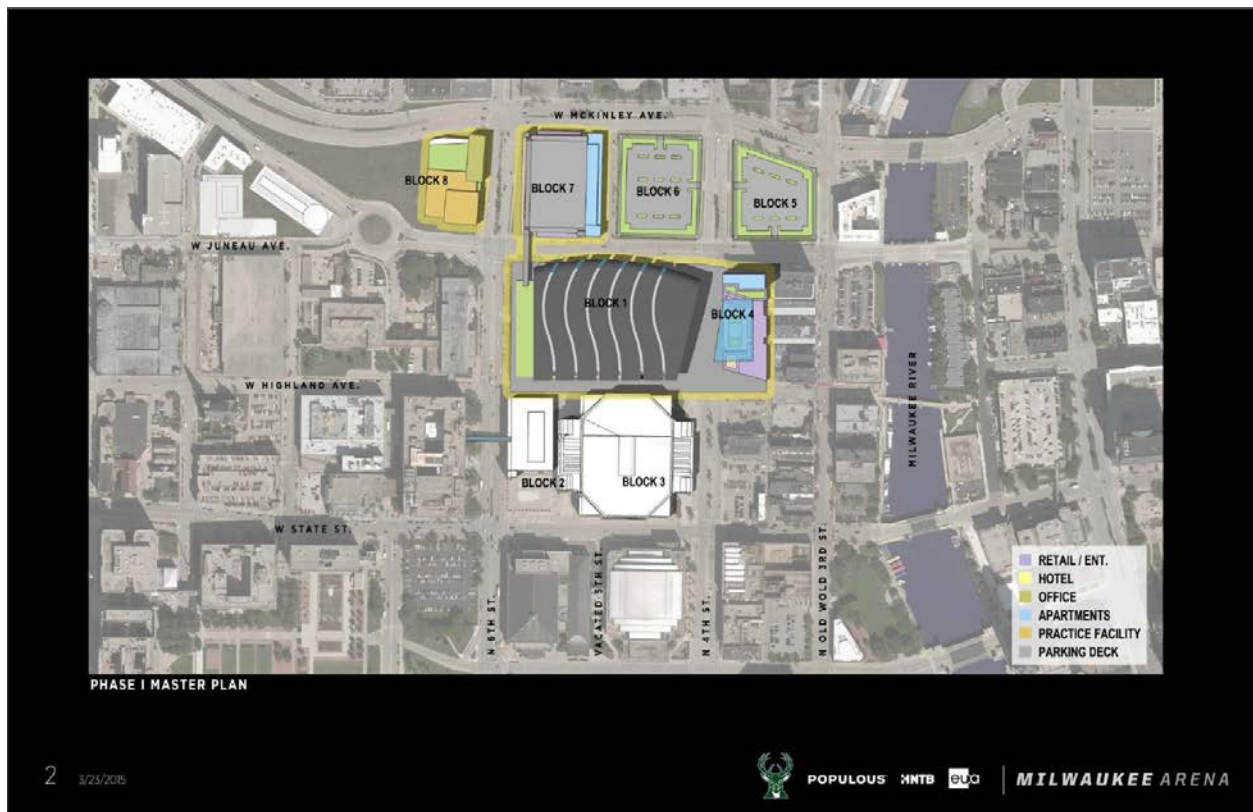 W MCKINLEY AVE.
BLOCK 8
BLOCK 7
BLOCK 6
BLOCK 5
W JUNEAU AVE.
BLOCK 1
BLOCK 4
W HIGHLAND AVE.
MILWAUKEE RIVER
BLOCK 2
BLOCK 3
W STATE ST.
N 6TH ST.
VACATED 5TH ST.
N 4TH ST.
N OLD WOLD 3RD ST.
RETAIL / ENT.
HOTEL
OFFICE
APARTMENTS
PRACTICE FACILITY
PARKING DECK
PHASE I MASTER PLAN
2 3/23/2015
POPULOUS HNTB eua MILWAUKEE ARENA